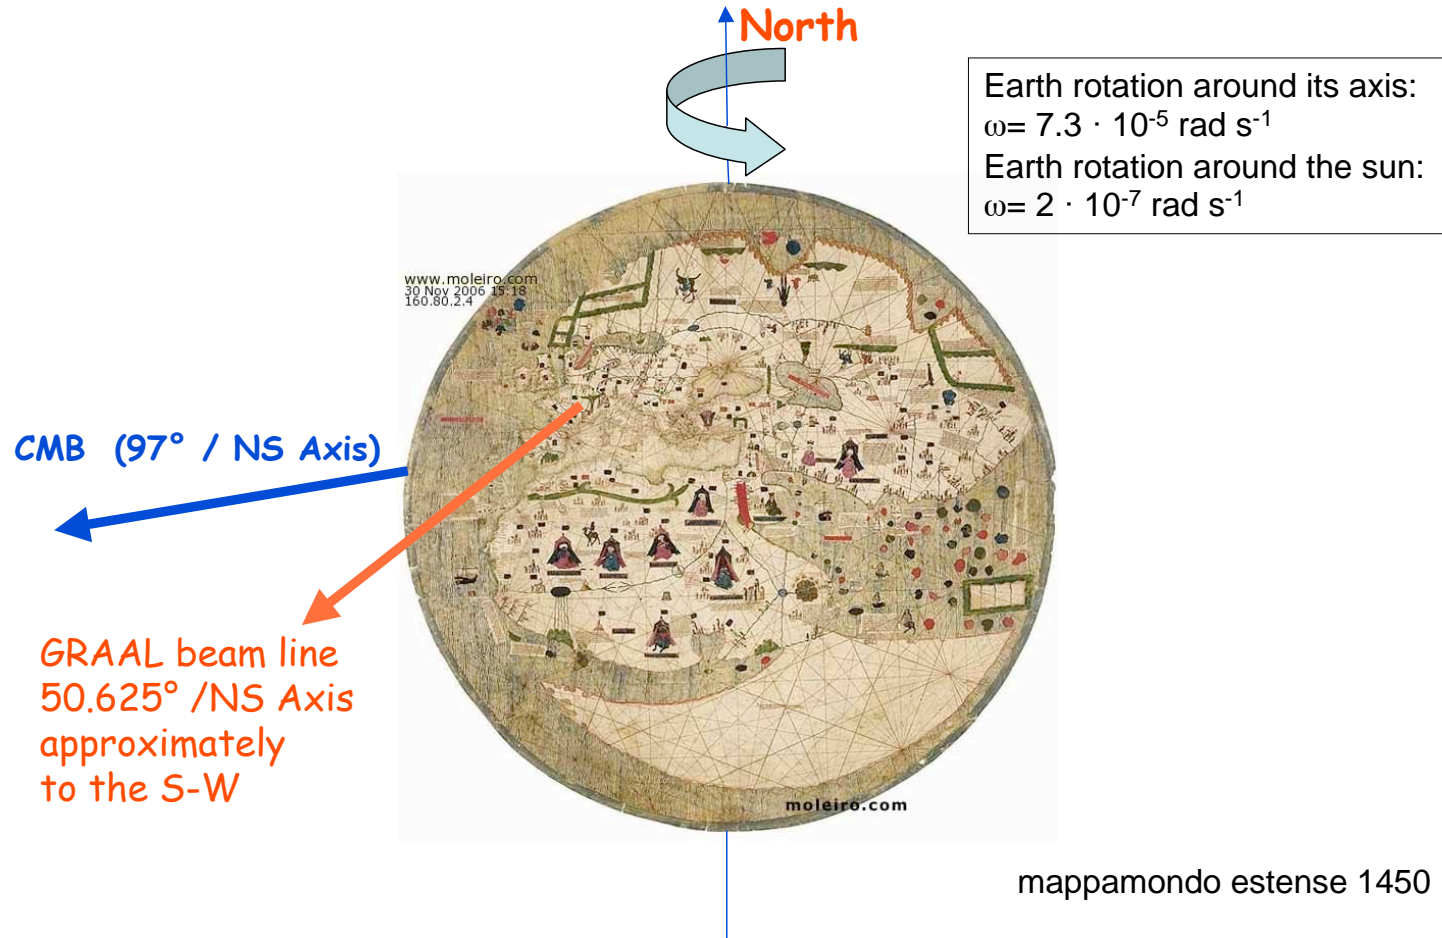 North
Earth rotation around its axis:
ω= 7.3 · 10-5 rad s-1
Earth rotation around the sun:
ω= 2 · 10-7 rad s-1
www.moleiro.com
30 Nov 2006 15:18
160.80.2.4
CMB (97° / NS Axis)
GRAAL beam line
50.625° /NS Axis
approximately
to the S-W
moleiro.com
mappamondo estense 1450